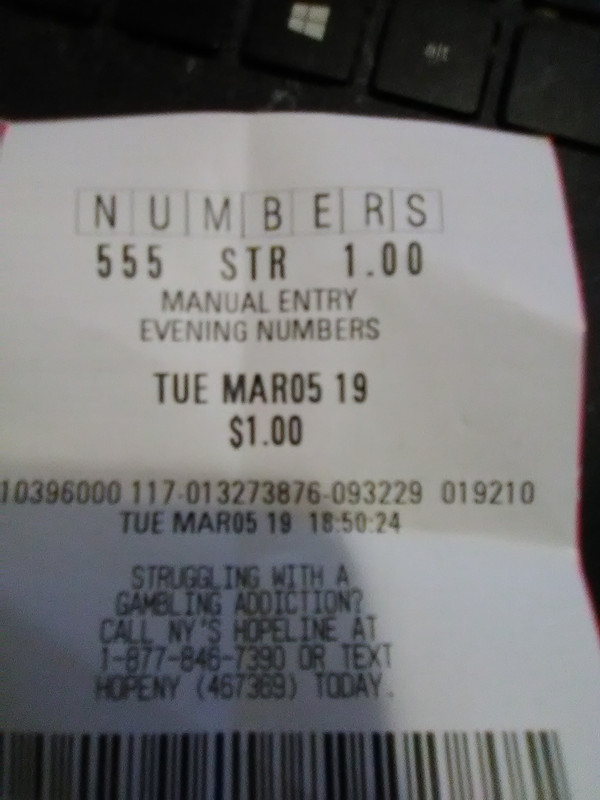 alt
NUMBERS
555 STR 1.00
MANUAL ENTRY
EVENING NUMBERS
TUE MAR05 19
$1.00
10396000 117-013273876-093229 019210
TUE MAR05 19 18:50:24
STRUGGLING WITH A
GAMBLING ADDICTION?
CALL NY'S HOPELINE AT
1-877-846-7390 OR TEXT
HOPENY (467369) TODAY.